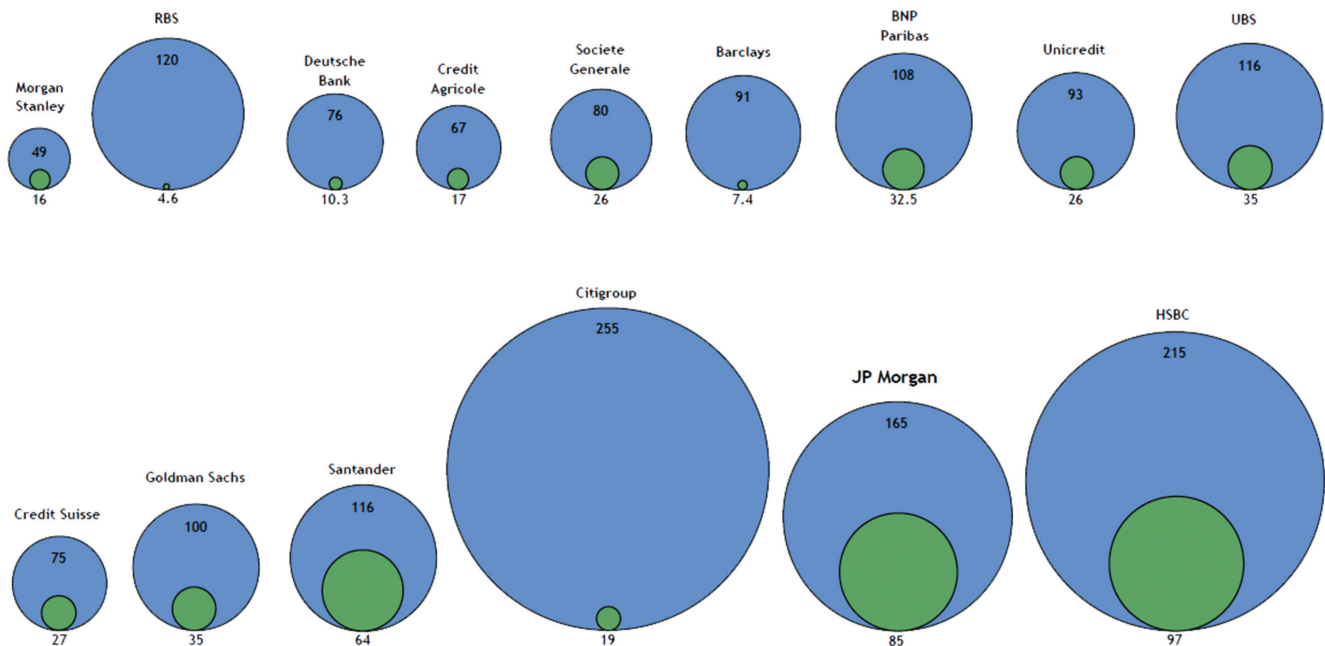 Morgan
Stanley
49
16
RBS
120
4.6
Deutsche
Bank
76
10.3
Credit
Agricole
67
17
Societe
Generale
80
26
Barclays
91
7.4
BNP
Paribas
108
32.5
Unicredit
93
26
UBS
116
35
Credit Suisse
75
27
Goldman Sachs
100
35
Santander
116
64
Citigroup
255
19
JP Morgan
165
85
HSBC
215
97